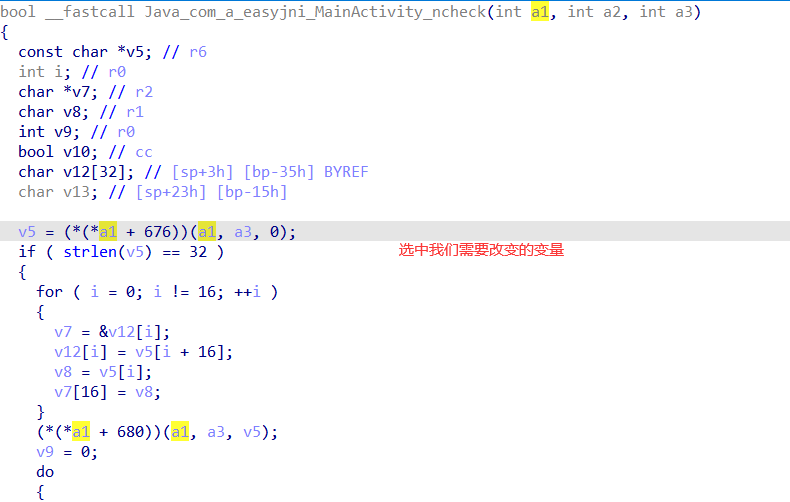 bool __fastcall Java_com_a_easyjni_MainActivity_ncheck(int a1, int a2, int a3)
{
  const char *v5; // r6
  int i; // r0
  char *v7; // r2
  char v8; // r1
  int v9; // r0
  bool v10; // cc
  char v12[32]; // [sp+3h] [bp-35h] BYREF
  char v13; // [sp+23h] [bp-15h]

  v5 = (*(*a1 + 676))(a1, a3, 0);
  if ( strlen(v5) == 32 )
选中我们需要改变的变量
  {
    for ( i = 0; i != 16; ++i )
    {
      v7 = &v12[i];
      v12[i] = v5[i + 16];
      v8 = v5[i];
      v7[16] = v8;
    }
    (*(*a1 + 680))(a1, a3, v5);
    v9 = 0;
    do
    {